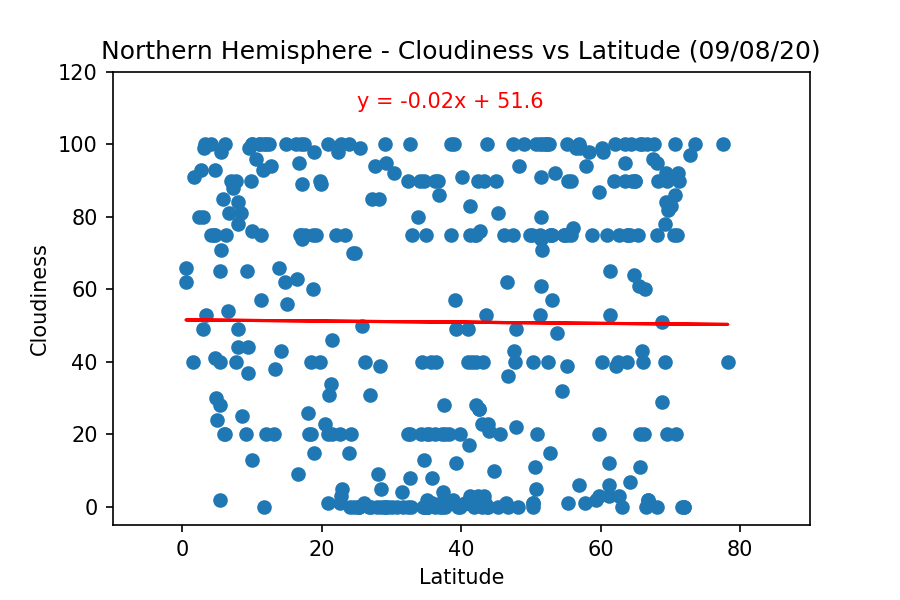 Northern Hemisphere - Cloudiness vs Latitude (09/08/20)
120
y = -0.02x + 51.6
100
80
60
40
20
0
Cloudiness
0 20 40 60 80
Latitude